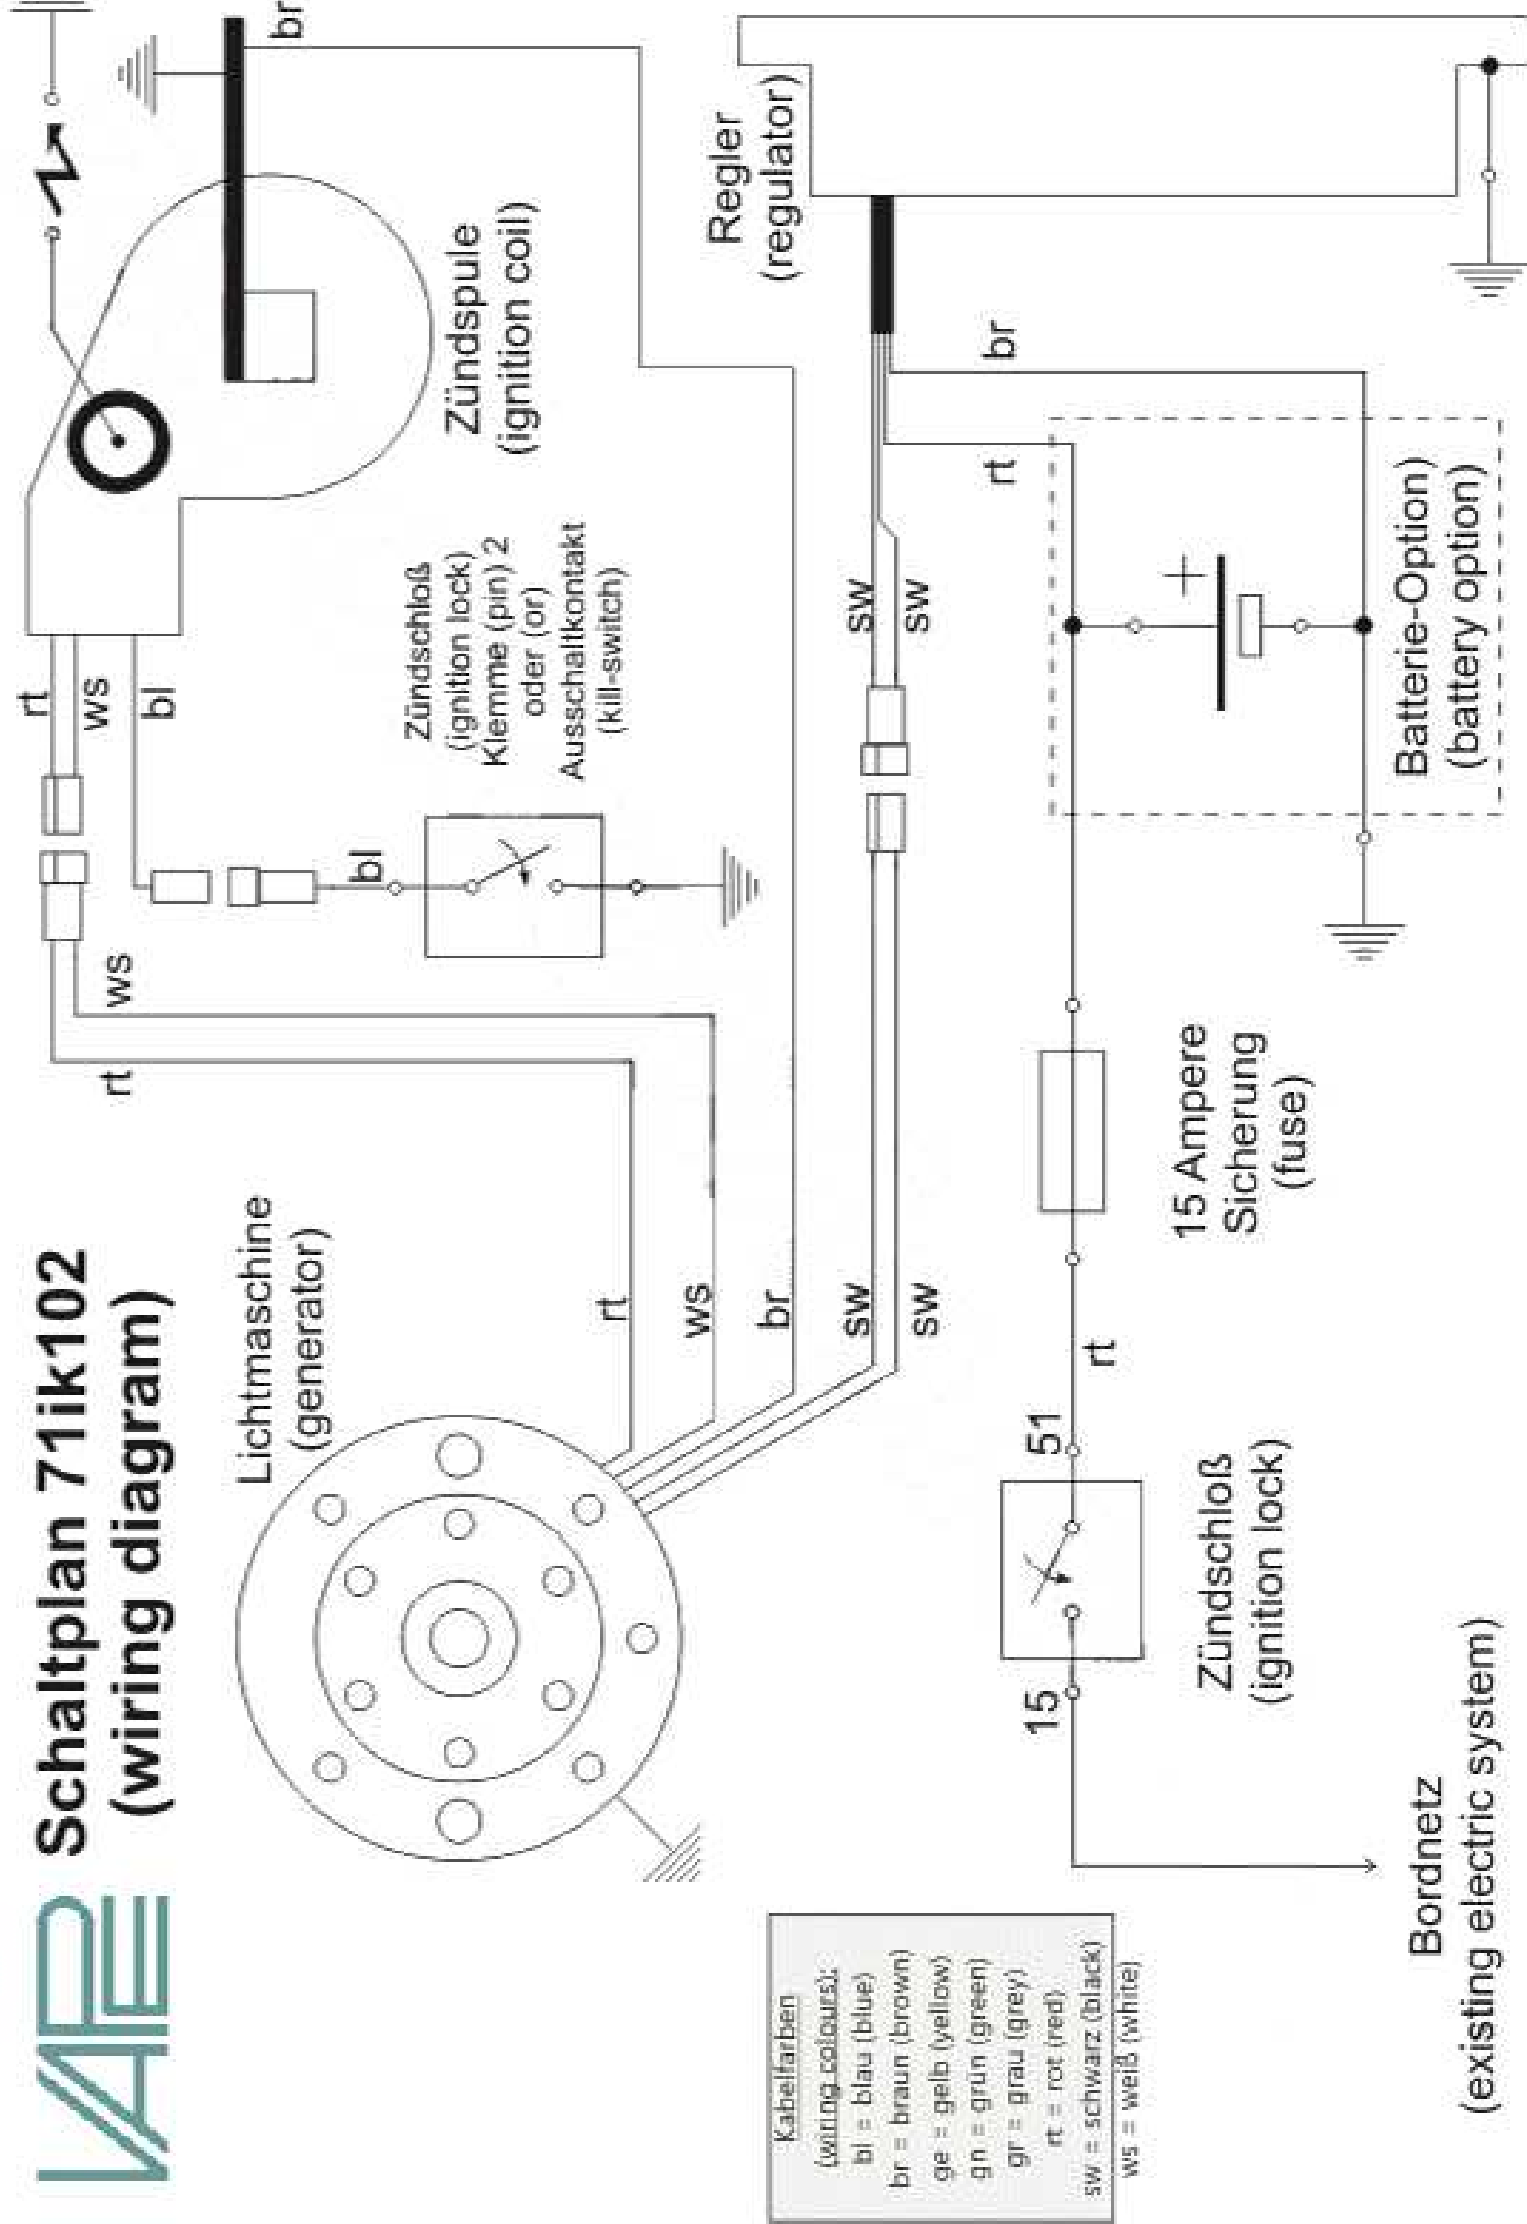 VAPE
Schaltplan 71ik102
(wiring diagram)
Lichtmaschine
(generator)
rt
ws
br
sw
sw
rt
ws
rt
ws
bl
bl
Zündschloß
(ignition lock)
Klemme (pin) 2
oder (or)
Ausschaltkontakt
(kill-switch)
Zündspule
(ignition coil)
br
Regler
(regulator)
sw
sw
rt
br
+
Batterie-Option)
(battery option)
15 Ampere
Sicherung
(fuse)
rt
51
15
Zündschloß
(ignition lock)
Bordnetz
(existing electric system)
Kabelfarben
(wiring colours):
bl = blau (blue)
br = braun (brown)
ge = gelb (yellow)
gn = grun (green)
gr = grau (grey)
rt = rot (red)
sw = schwarz (black)
ws = weiß (white)